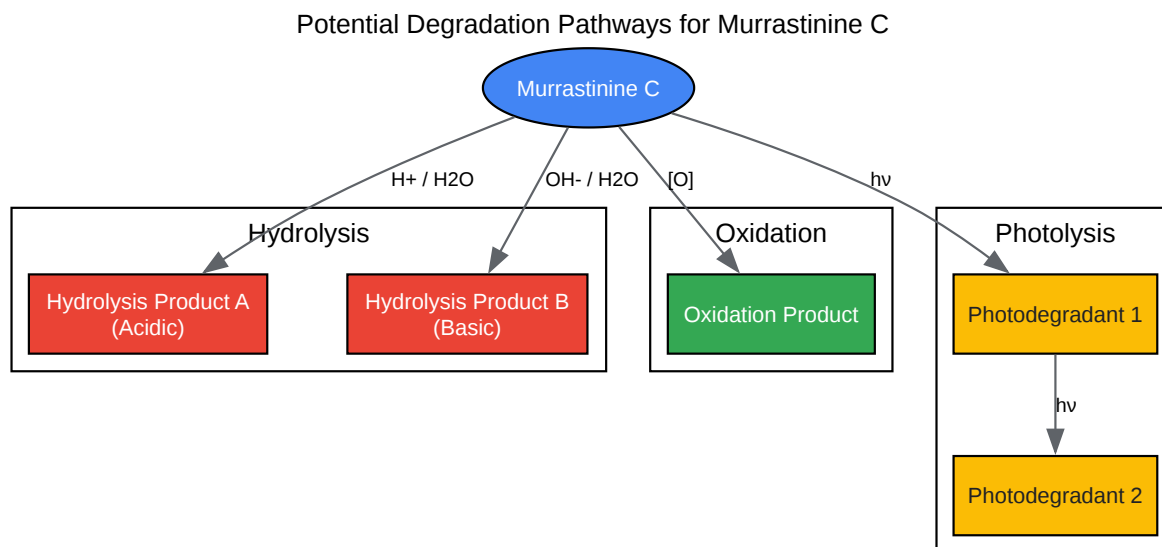 Potential Degradation Pathways for Murrastinine C
Murrastinine C
H+ / H2O
OH- / H2O
[O]
hν
Hydrolysis
Oxidation
Photolysis
Hydrolysis Product A
(Acidic)
Hydrolysis Product B
(Basic)
Oxidation Product
Photodegradant 1
hν
Photodegradant 2